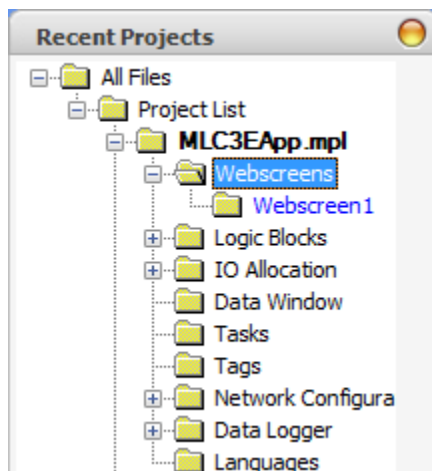 Recent Projects
All Files
Project List
MLC3EApp.mpl
Webscreens
Webscreen1
Logic Blocks
IO Allocation
Data Window
Tasks
Tags
Network Configura
Data Logger
Languages